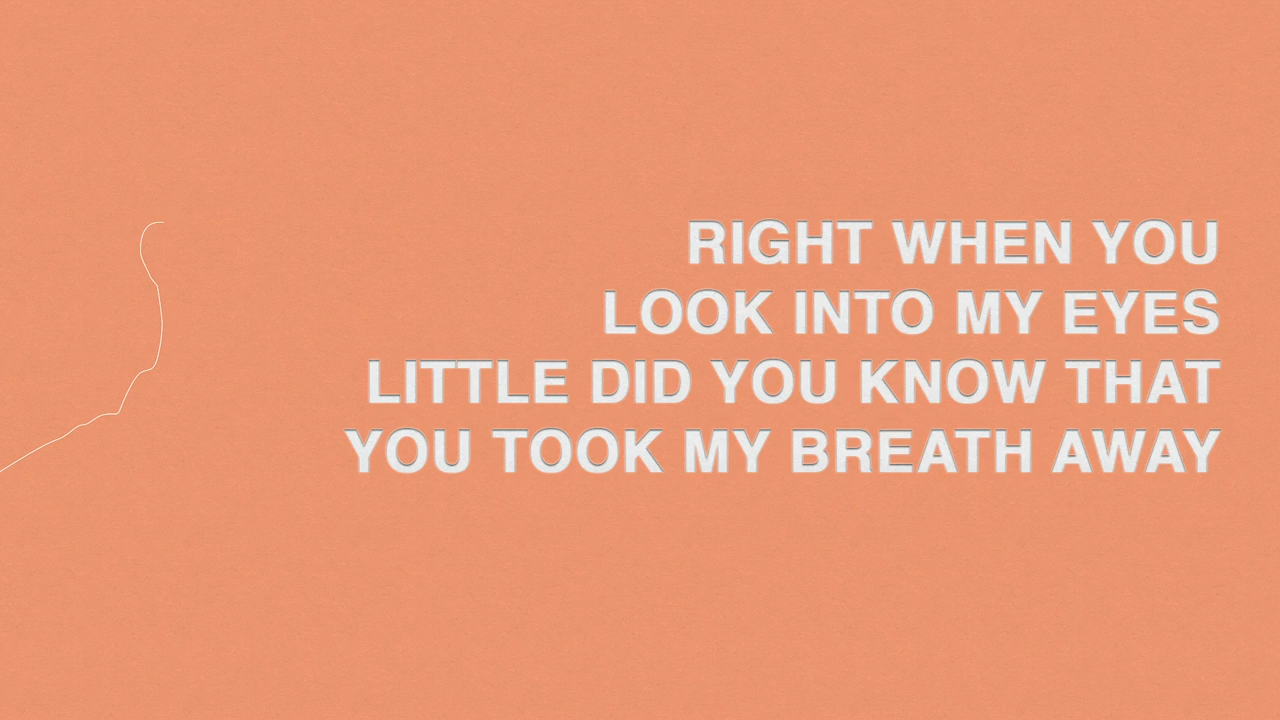 RIGHT WHEN YOU
LOOK INTO MY EYES
LITTLE DID YOU KNOW THAT
YOU TOOK MY BREATH AWAY